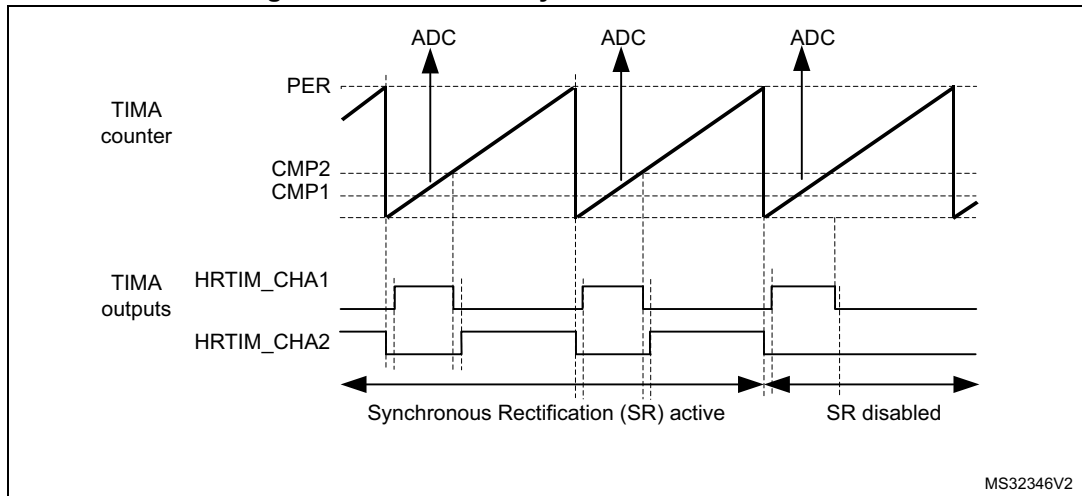 ADC ADC ADC
PER
TIMA
counter
CMP2
CMP1
TIMA
outputs
HRTIM_CHA1
HRTIM_CHA2
Synchronous Rectification (SR) active SR disabled
MS32346V2